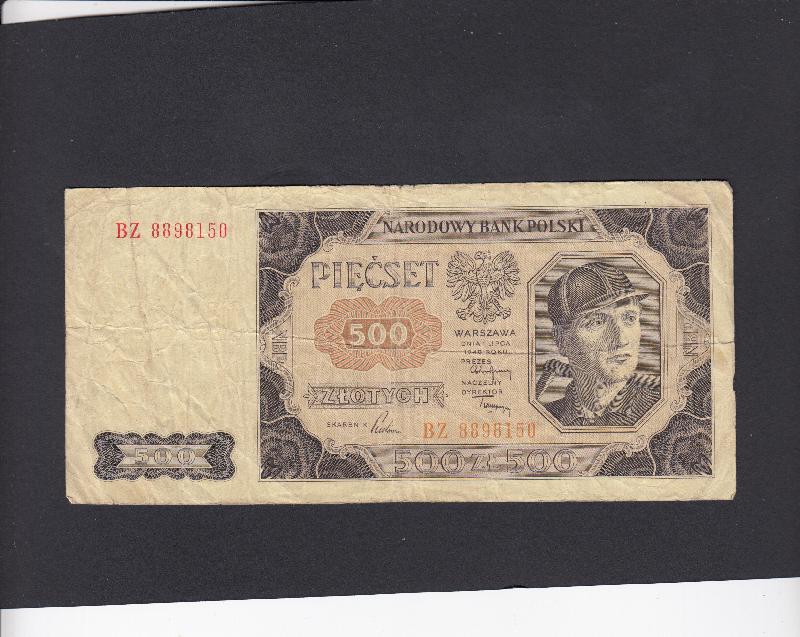 BZ 8898150
NARODOWY BANK POLSKI
PIĘĆSET
500
WARSZAWA
DNIA 1 LIPCA
1948 ROKU
PREZES
NACZELNY
DYREKTOR
ZŁOTYCH
SKARBNIK
BZ 8898150
500
500 ZŁ 500